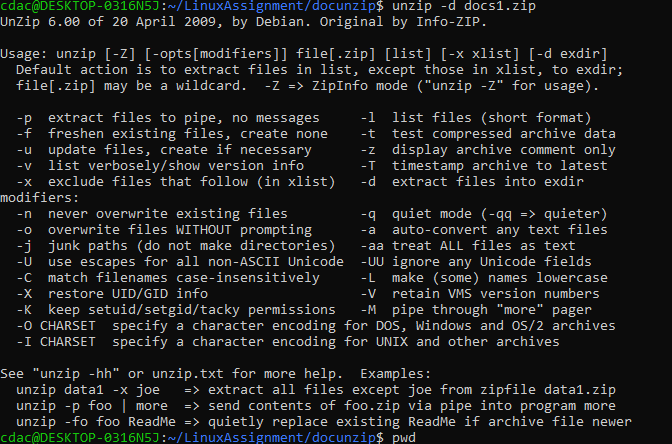 cdac@DESKTOP-0316N5J:~/LinuxAssignment/docunzip$ unzip -d docs1.zip
UnZip 6.00 of 20 April 2009, by Debian. Original by Info-ZIP.

Usage: unzip [-Z] [-opts[modifiers]] file[.zip] [list] [-x xlist] [-d exdir]
  Default action is to extract files in list, except those in xlist, to exdir;
  file[.zip] may be a wildcard.  -Z => ZipInfo mode ("unzip -Z" for usage).

  -p  extract files to pipe, no messages     -l  list files (short format)
  -f  freshen existing files, create none    -t  test compressed archive data
  -u  update files, create if necessary      -z  display archive comment only
  -v  list verbosely/show version info       -T  timestamp archive to latest
  -x  exclude files that follow (in xlist)   -d  extract files into exdir
modifiers:
  -n  never overwrite existing files         -q  quiet mode (-qq => quieter)
  -o  overwrite files WITHOUT prompting      -a  auto-convert any text files
  -j  junk paths (do not make directories)   -aa treat ALL files as text
  -U  use escapes for all non-ASCII Unicode  -UU ignore any Unicode fields
  -C  match filenames case-insensitively     -L  make (some) names lowercase
  -X  restore UID/GID info                   -V  retain VMS version numbers
  -K  keep setuid/setgid/tacky permissions   -M  pipe through "more" pager
  -O CHARSET  specify a character encoding for DOS, Windows and OS/2 archives
  -I CHARSET  specify a character encoding for UNIX and other archives

See "unzip -hh" or unzip.txt for more help.  Examples:
  unzip data1 -x joe   => extract all files except joe from zipfile data1.zip
  unzip -p foo | more  => send contents of foo.zip via pipe into program more
  unzip -fo foo ReadMe => quietly replace existing ReadMe if archive file newer
cdac@DESKTOP-0316N5J:~/LinuxAssignment/docunzip$ pwd